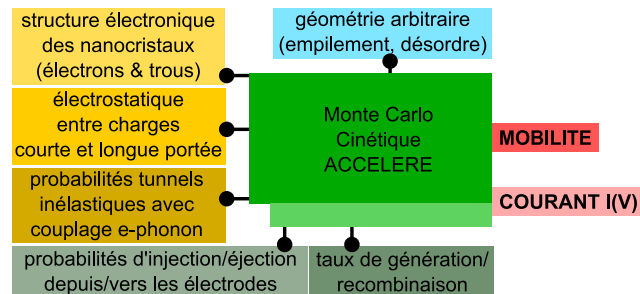 structure électronique
des nanocristaux
(électrons & trous)
géométrie arbitraire
(empilement, désordre)
électrostatique
entre charges
courte et longue portée
Monte Carlo
Cinétique
ACCELERE
MOBILITE
probabilités tunnels
inélastiques avec
couplage e-phonon
COURANT I(V)
probabilités d'injection/éjection
depuis/vers les électrodes
taux de génération/
recombinaison